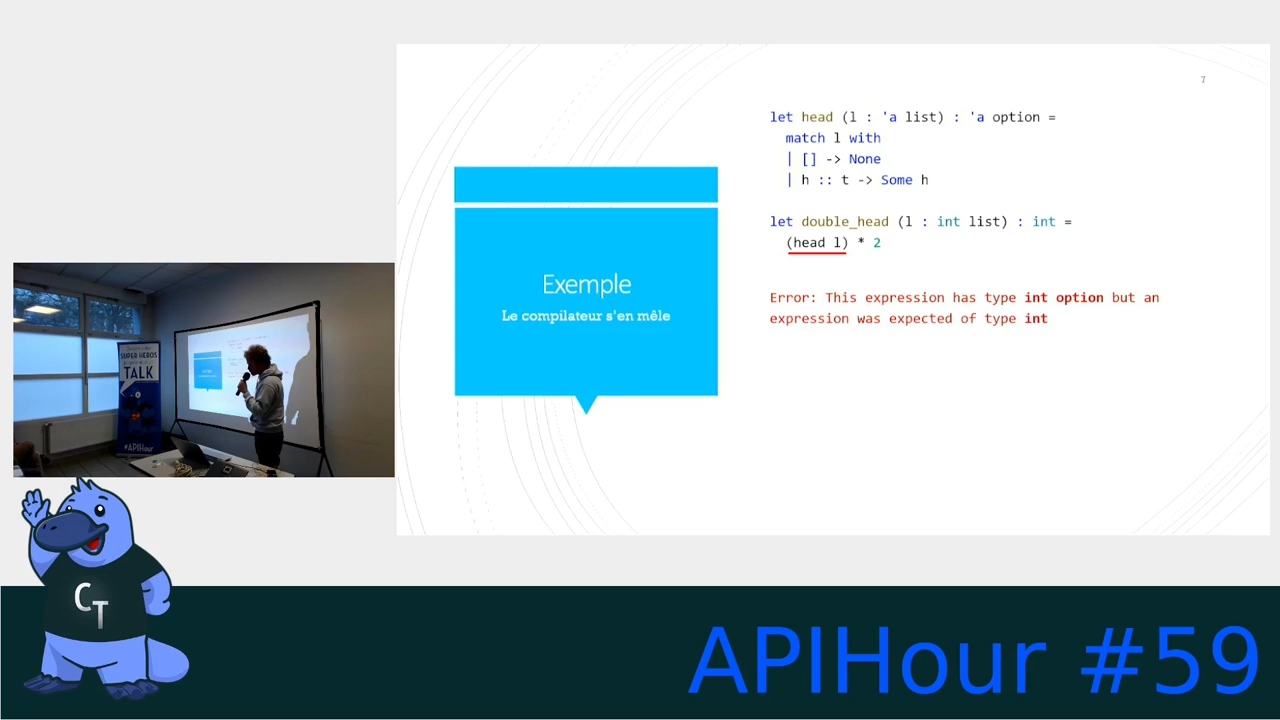 7
let head (l : 'a list) : 'a option =
match l with
| [] -> None
| h :: t -> Some h
let double_head (l : int list) : int =
(head l) * 2
Error: This expression has type int option but an
expression was expected of type int
Exemple
Le compilateur s'en mêle
SUPER HEROS
TALK
#APIHour
CT
APIHour #59